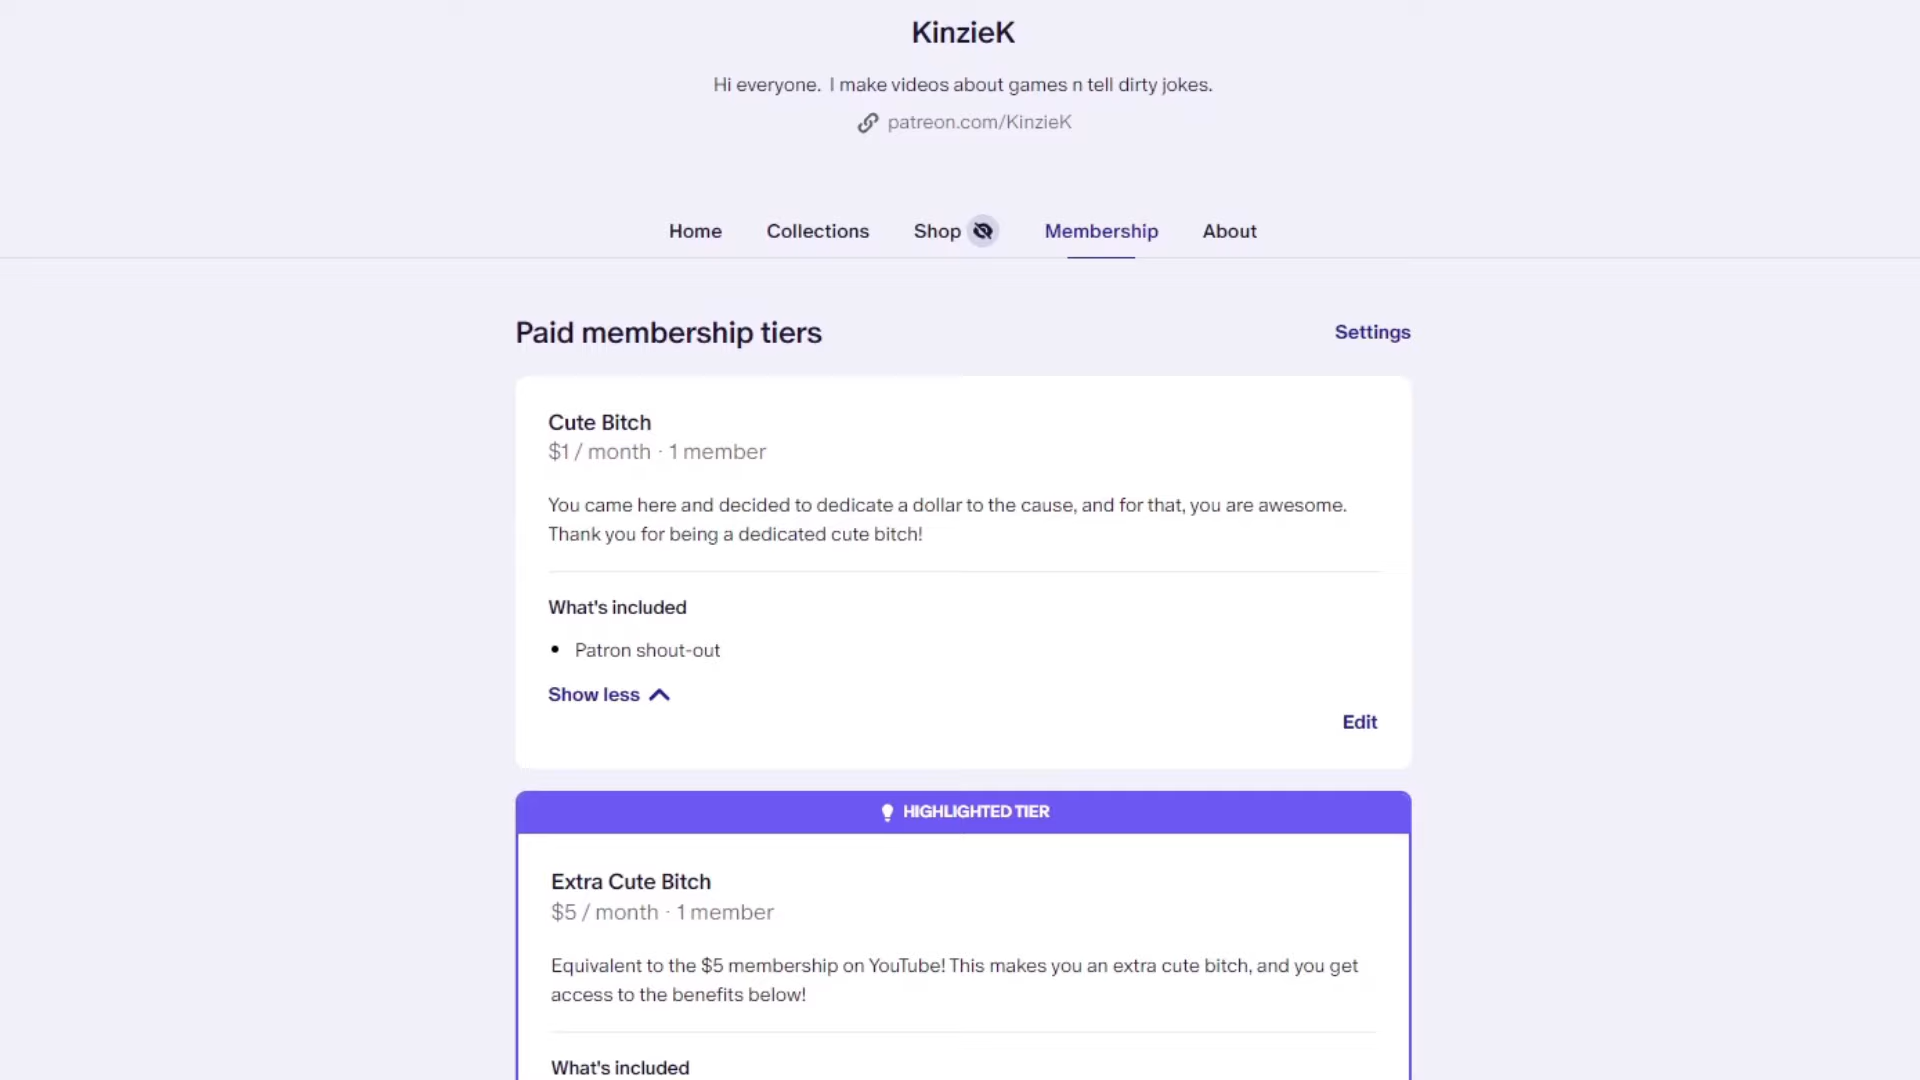 KinzieK
Hi everyone.  I make videos about games n tell dirty jokes.
patreon.com/KinzieK
Home
Collections
Shop
Membership
About
Paid membership tiers
Settings
Cute Bitch
$1 / month · 1 member
You came here and decided to dedicate a dollar to the cause, and for that, you are awesome.
Thank you for being a dedicated cute bitch!
What's included
• Patron shout-out
Show less
Edit
HIGHLIGHTED TIER
Extra Cute Bitch
$5 / month · 1 member
Equivalent to the $5 membership on YouTube! This makes you an extra cute bitch, and you get
access to the benefits below!
What's included